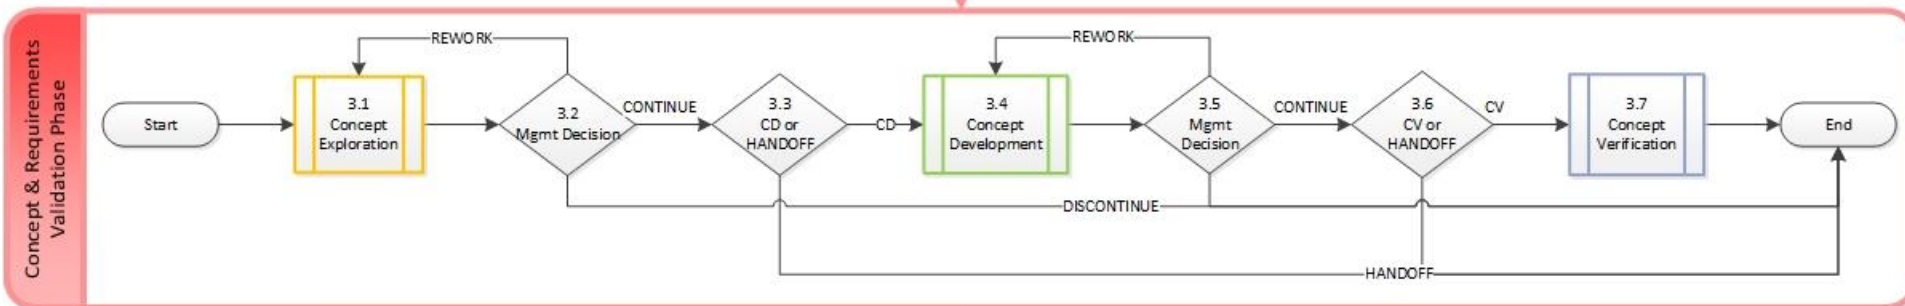 Concept & Requirements
Validation Phase
Start
REWORK
3.1
Concept
Exploration
3.2
Mgmt Decision
CONTINUE
3.3
CD or
HANDOFF
CD
REWORK
3.4
Concept
Development
3.5
Mgmt
Decision
CONTINUE
3.6
CV or
HANDOFF
CV
3.7
Concept
Verification
End
DISCONTINUE
HANDOFF